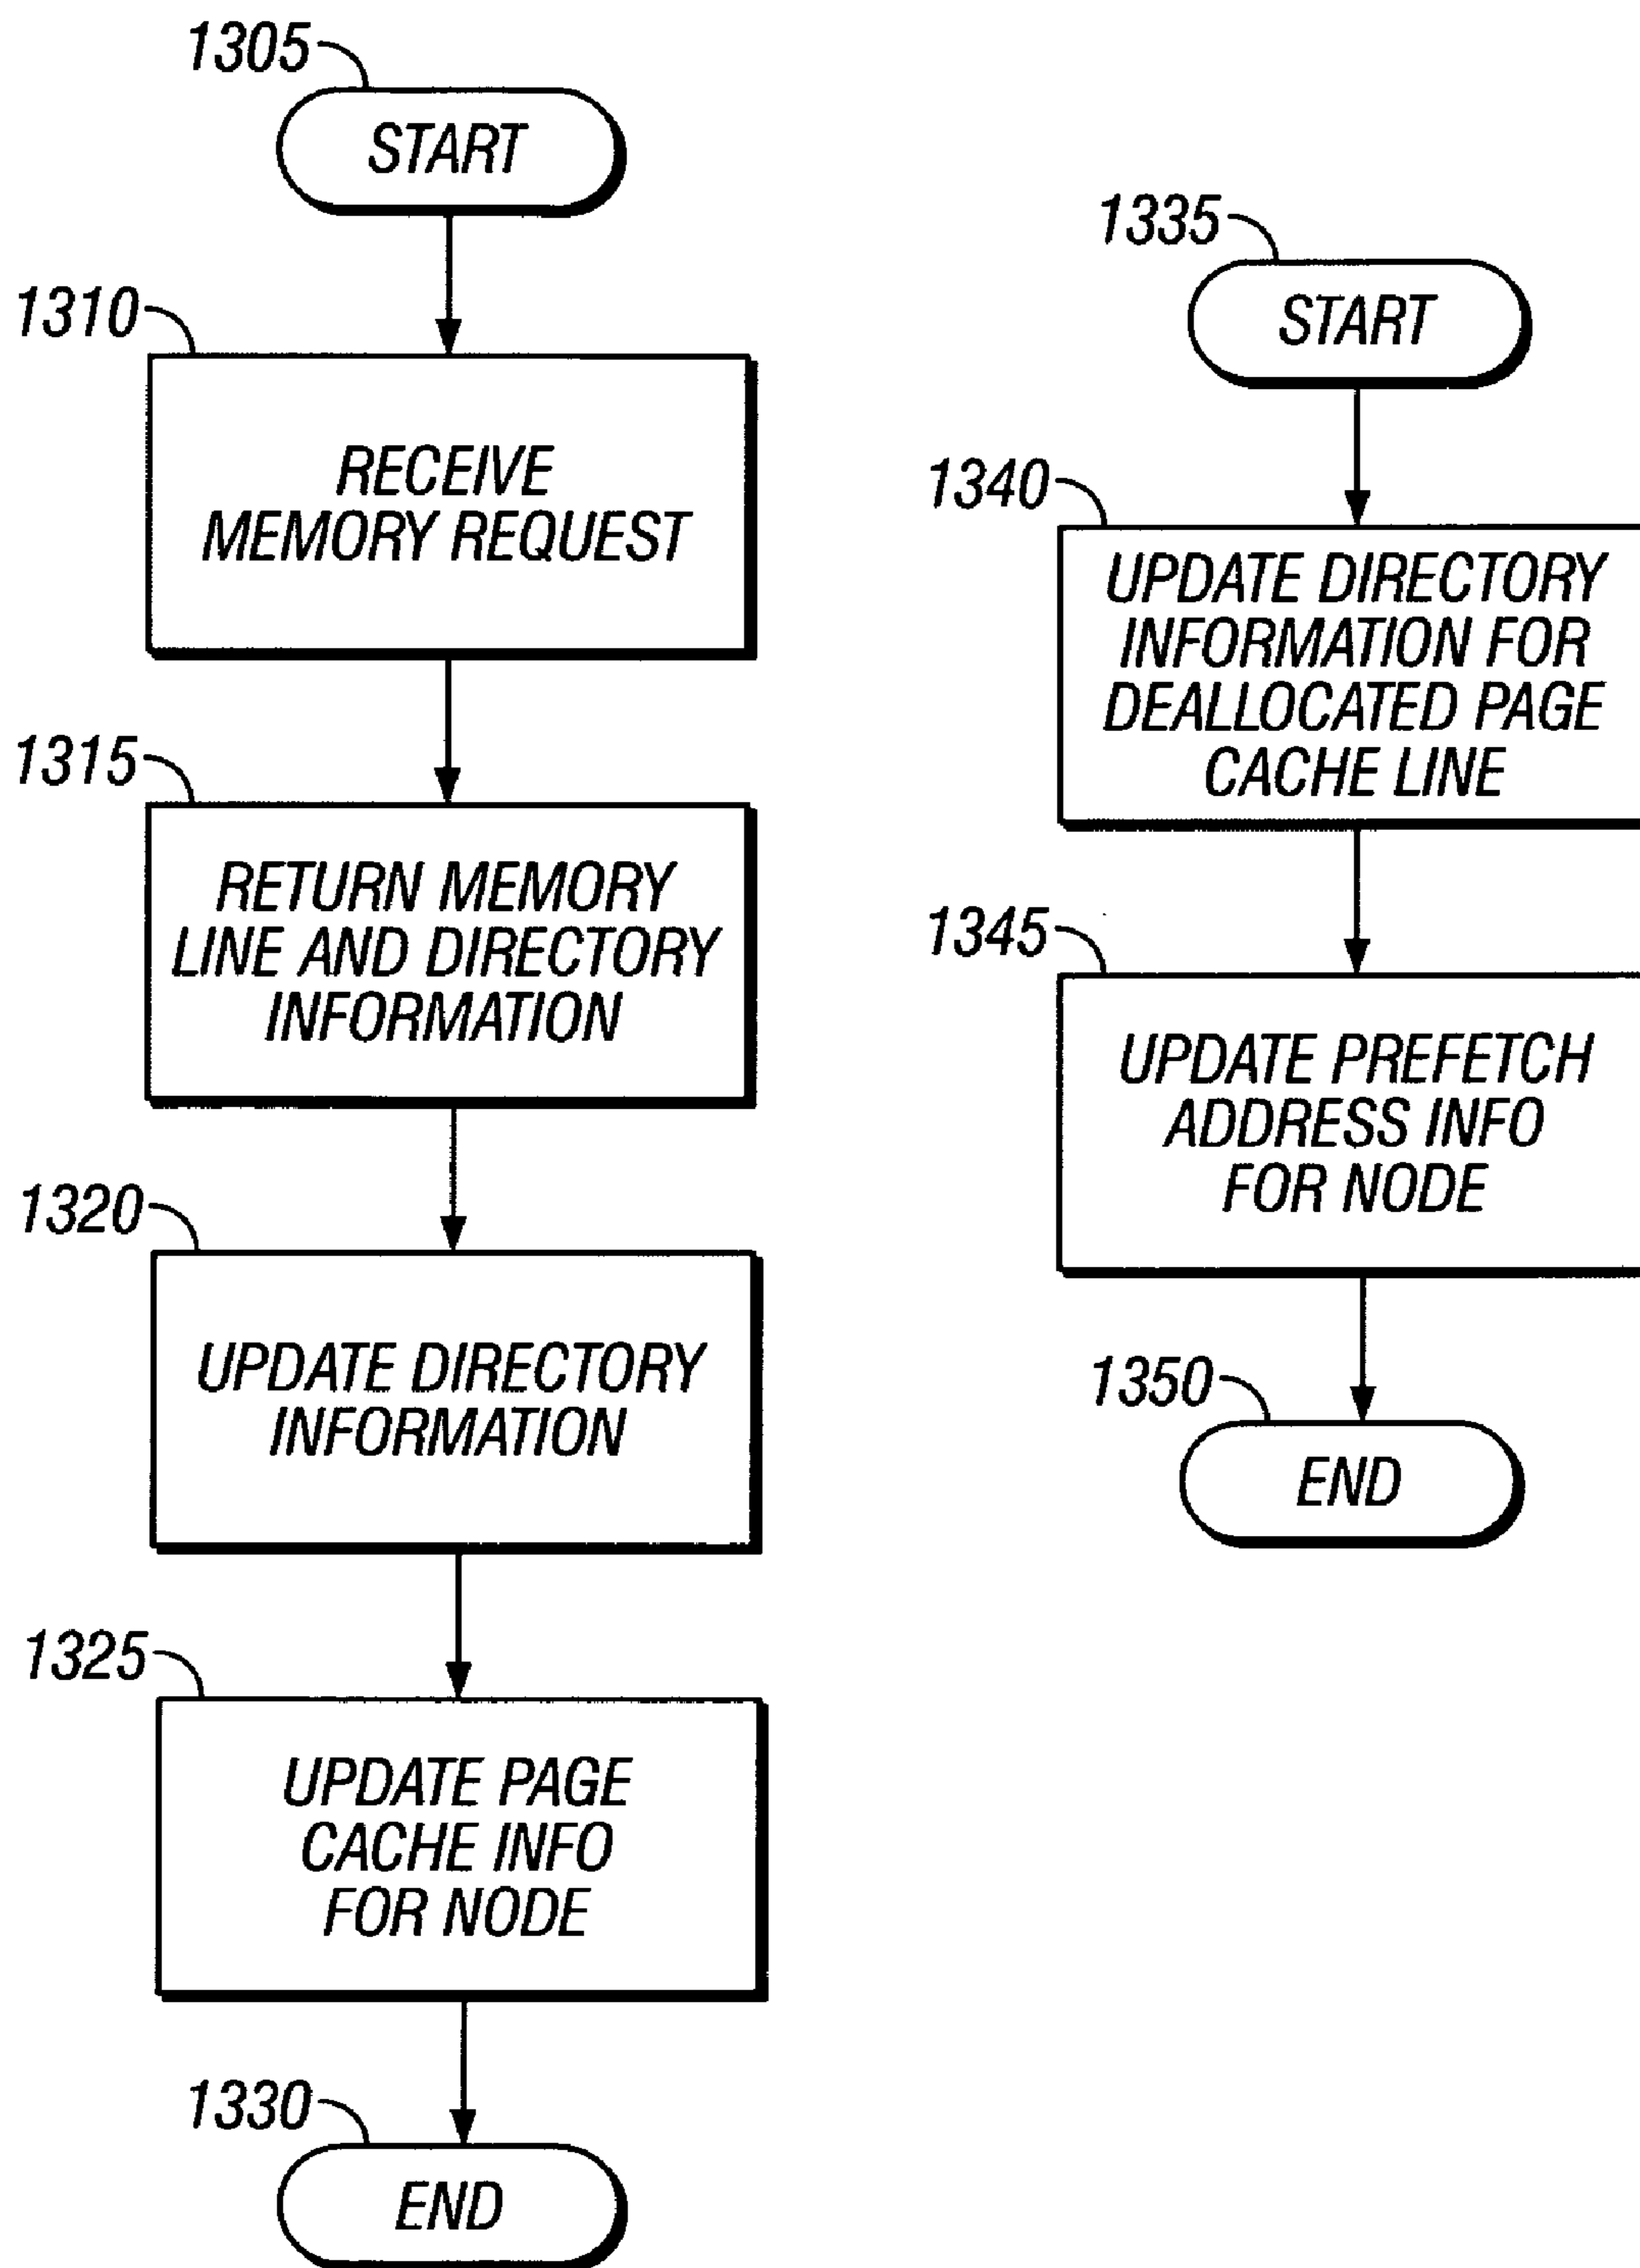 1305
START
1310
RECEIVE
MEMORY REQUEST
1315
RETURN MEMORY
LINE AND DIRECTORY
INFORMATION
1320
UPDATE DIRECTORY
INFORMATION
1325
UPDATE PAGE
CACHE INFO
FOR NODE
1330
END
1335
START
1340
UPDATE DIRECTORY
INFORMATION FOR
DEALLOCATED PAGE
CACHE LINE
1345
UPDATE PREFETCH
ADDRESS INFO
FOR NODE
1350
END